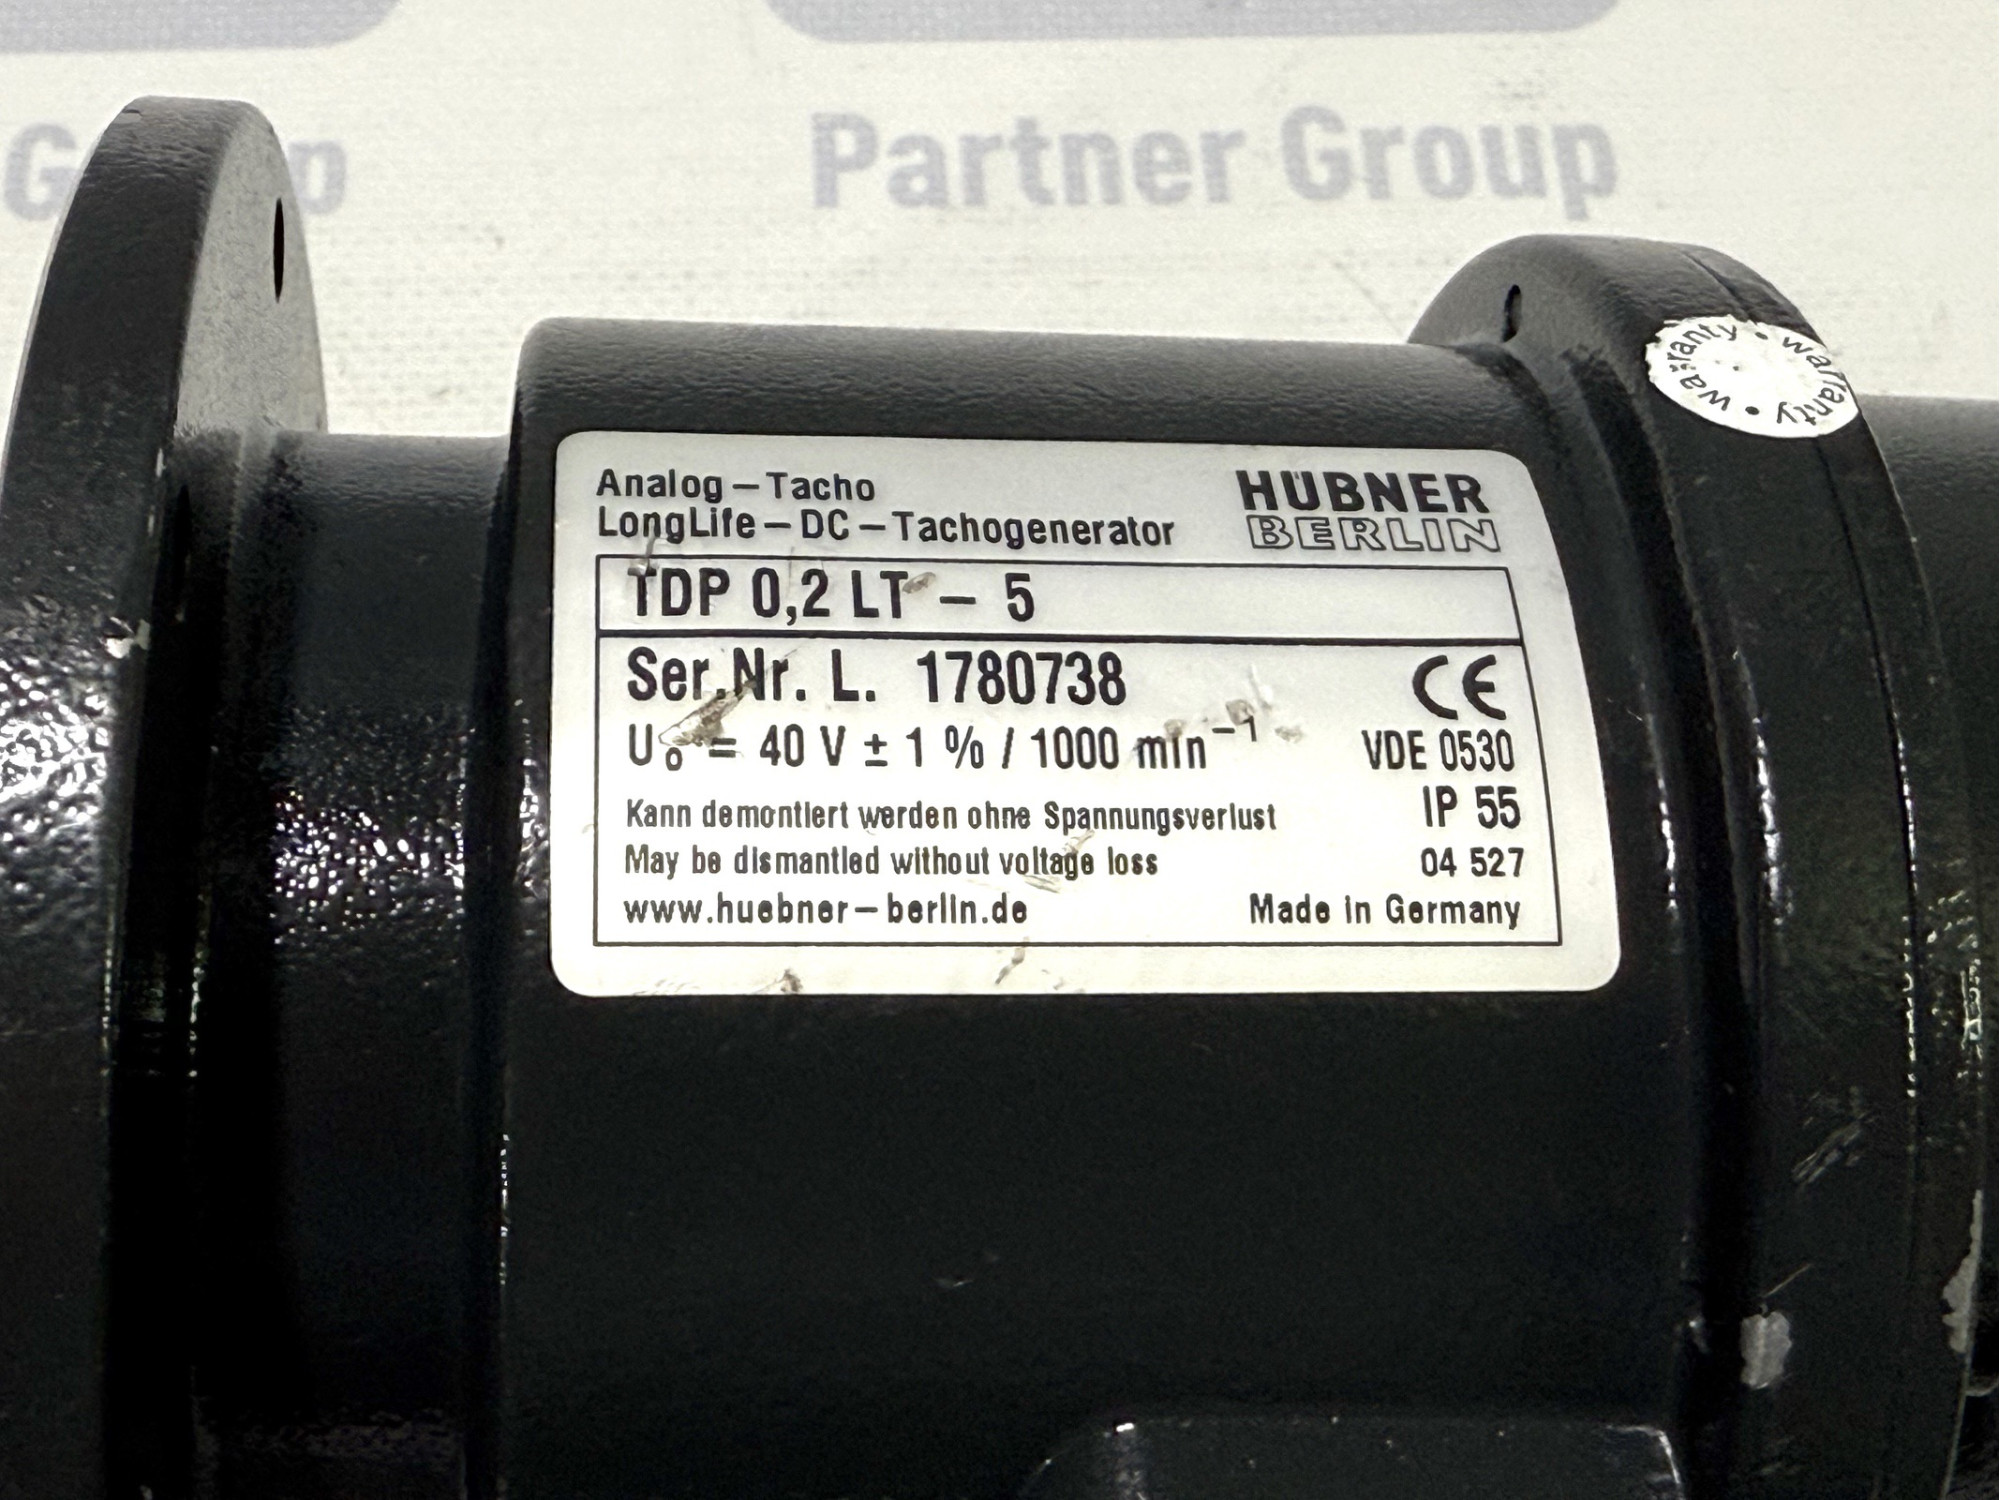 Partner Group
G p
warranty • warranty •
Analog – Tacho
LongLife – DC – Tachogenerator
HÜBNER
BERLIN
TDP 0,2 LT – 5
Ser.Nr. L. 1780738
CE
U₀ = 40 V ± 1 % / 1000 min⁻¹
VDE 0530
Kann demontiert werden ohne Spannungsverlust
IP 55
May be dismantled without voltage loss
04 527
www.huebner-berlin.de
Made in Germany